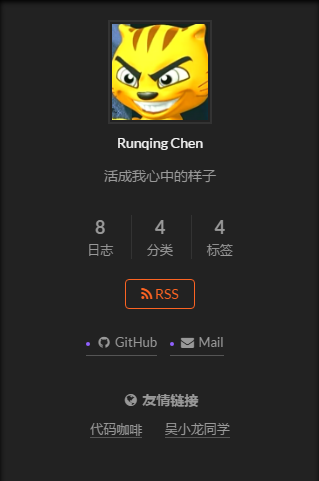 Runqing Chen
活成我心中的样子
8 4 4
日志 分类 标签
RSS
GitHub Mail
友情链接
代码咖啡 吴小龙同学